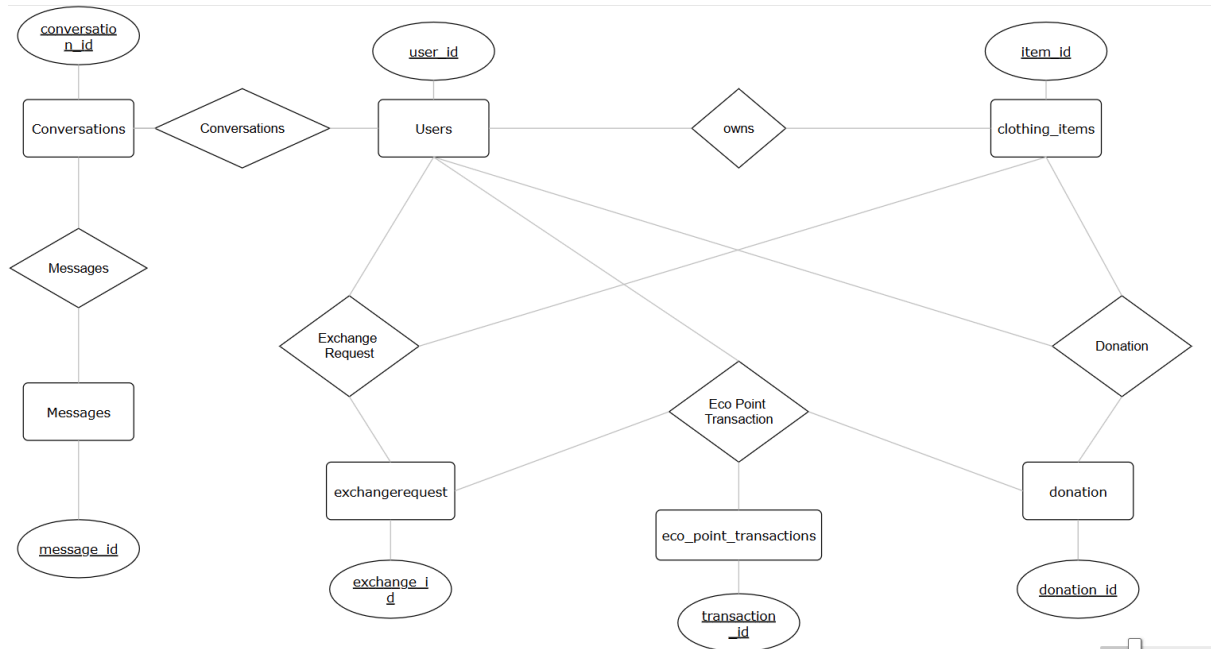 conversatio
n_id
user_id
item_id
Conversations
Conversations
Users
owns
clothing_items
Messages
Exchange
Request
Donation
Messages
Eco Point
Transaction
exchangerequest
donation
eco_point_transactions
message_id
exchange_i
d
donation_id
transaction
_id